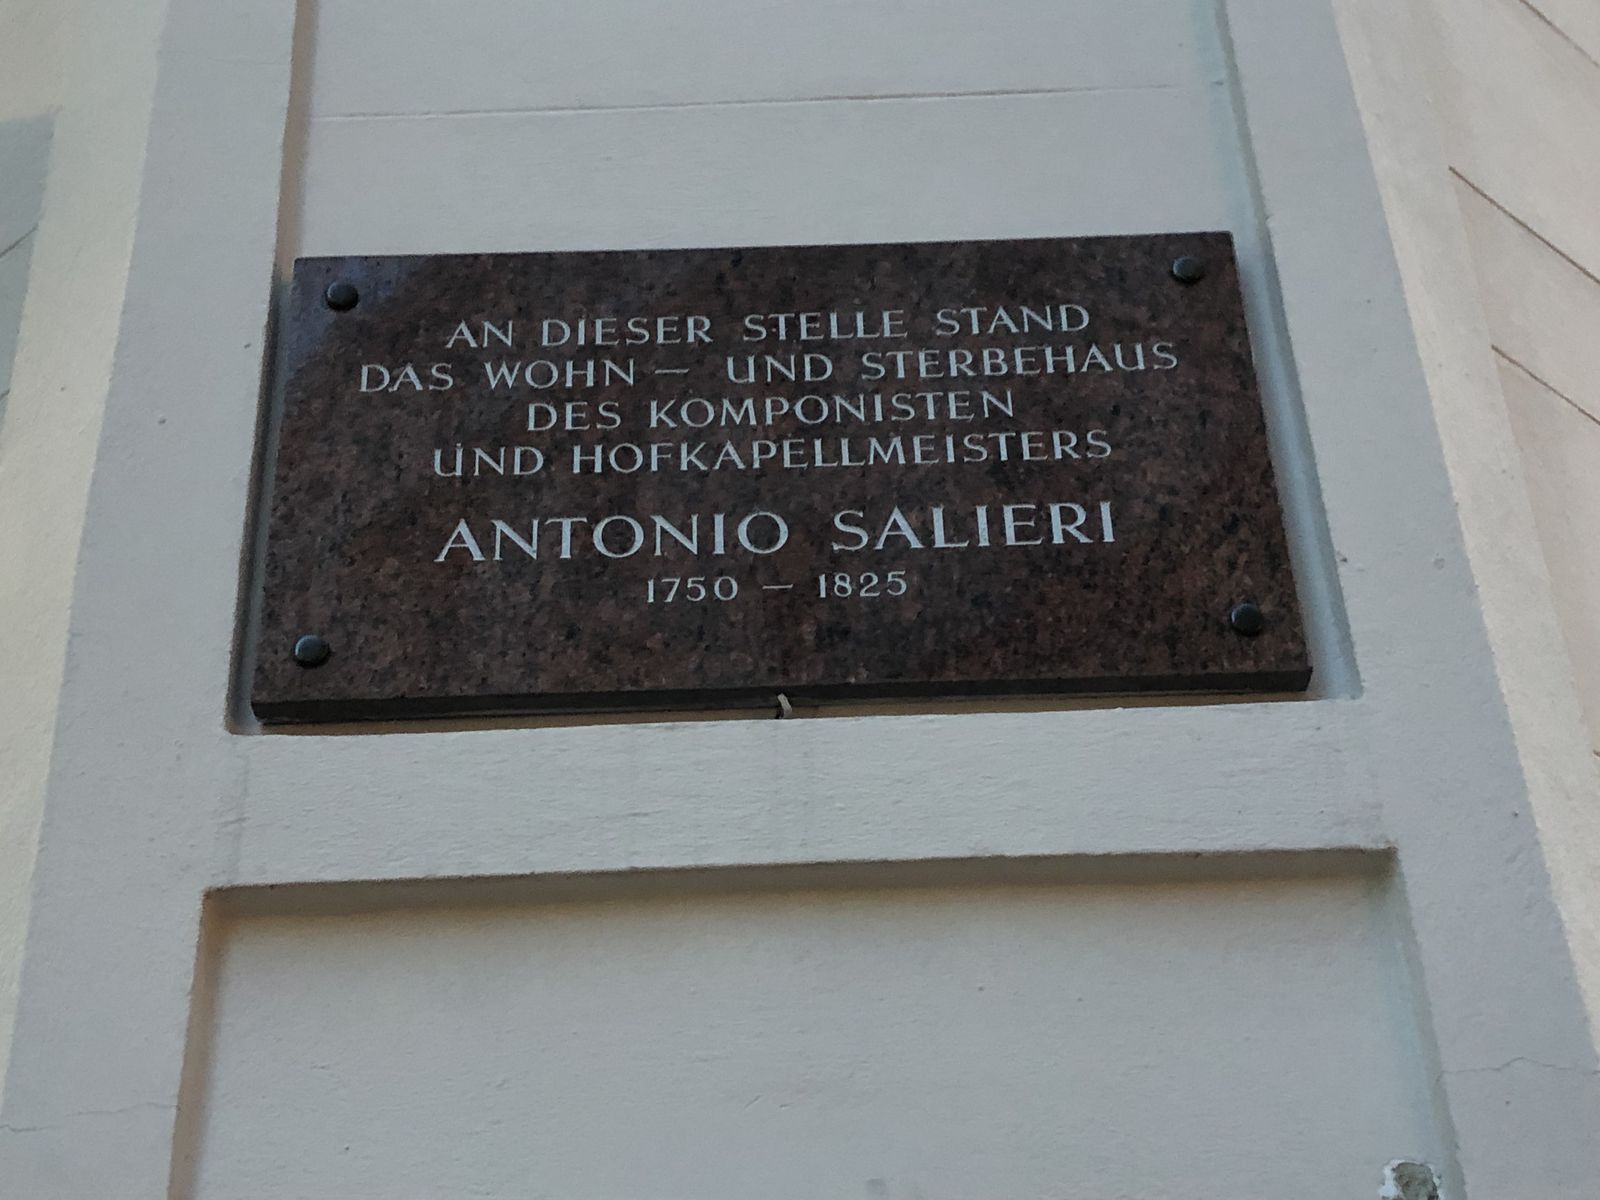 AN DIESER STELLE STAND
DAS WOHN – UND STERBEHAUS
DES KOMPONISTEN
UND HOFKAPELLMEISTERS
ANTONIO SALIERI
1750 – 1825